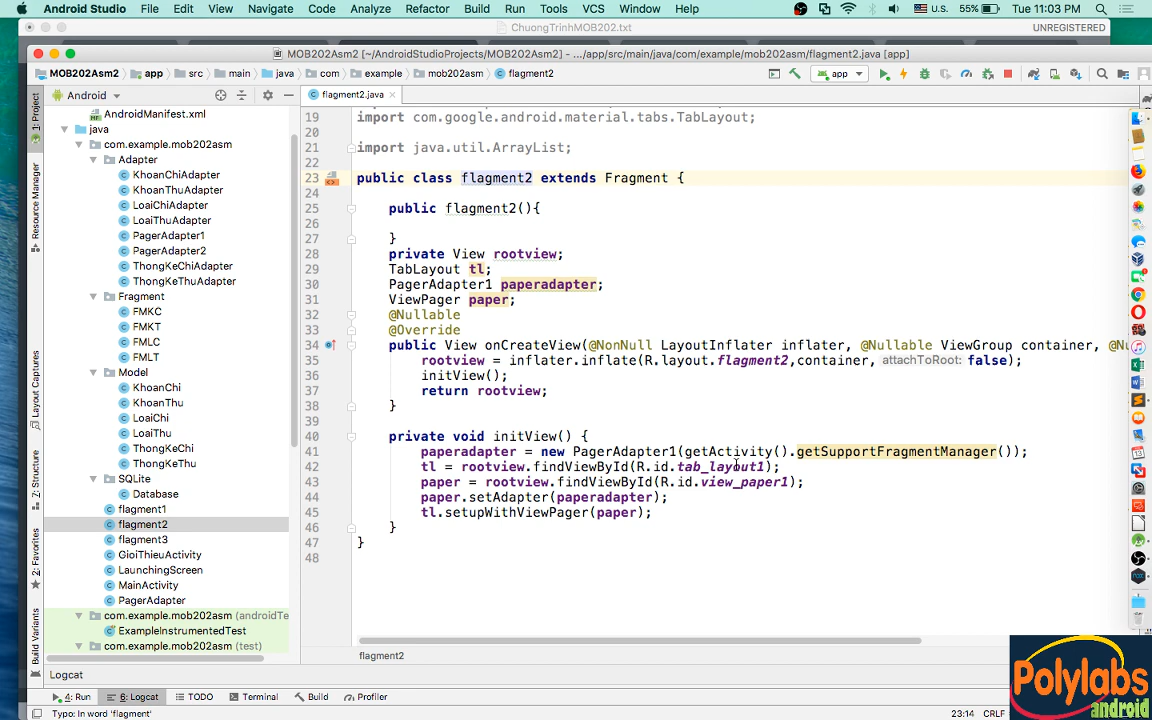 Android Studio File Edit View Navigate Code Analyze Refactor Build Run Tools VCS Window Help U.S. 55% Tue 11:03 PM
ChuongTrinhMOB202.txt UNREGISTERED
MOB202Asm2 [~/AndroidStudioProjects/MOB202Asm2] – .../app/src/main/java/com/example/mob202asm/flagment2.java [app]
MOB202Asm2 app src main java com example mob202asm flagment2 app
Android flagment2.java
1: Project
Resource Manager
Layout Captures
Z: Structure
2: Favorites
Build Variants
AndroidManifest.xml
java
com.example.mob202asm
Adapter
KhoanChiAdapter
KhoanThuAdapter
LoaiChiAdapter
LoaiThuAdapter
PagerAdapter1
PagerAdapter2
ThongKeChiAdapter
ThongKeThuAdapter
Fragment
FMKC
FMKT
FMLC
FMLT
Model
KhoanChi
KhoanThu
LoaiChi
LoaiThu
ThongKeChi
ThongKeThu
SQLite
Database
flagment1
flagment2
flagment3
GioiThieuActivity
LaunchingScreen
MainActivity
PagerAdapter
com.example.mob202asm (androidTe
ExampleInstrumentedTest
com.example.mob202asm (test)
19 import com.google.android.material.tabs.TabLayout;
20
21 import java.util.ArrayList;
22
23 public class flagment2 extends Fragment {
24
25 public flagment2(){
26
27 }
28 private View rootview;
29 TabLayout tl;
30 PagerAdapter1 paperadapter;
31 ViewPager paper;
32 @Nullable
33 @Override
34 public View onCreateView(@NonNull LayoutInflater inflater, @Nullable ViewGroup container, @Nu
35 rootview = inflater.inflate(R.layout.flagment2,container, attachToRoot: false);
36 initView();
37 return rootview;
38 }
39
40 private void initView() {
41 paperadapter = new PagerAdapter1(getActivity().getSupportFragmentManager());
42 tl = rootview.findViewById(R.id.tab_layout1);
43 paper = rootview.findViewById(R.id.view_paper1);
44 paper.setAdapter(paperadapter);
45 tl.setupWithViewPager(paper);
46 }
47 }
48
flagment2
Logcat
4: Run 6: Logcat TODO Terminal Build Profiler
Typo: In word 'flagment' 23:14 CRLF
Polylabs
android